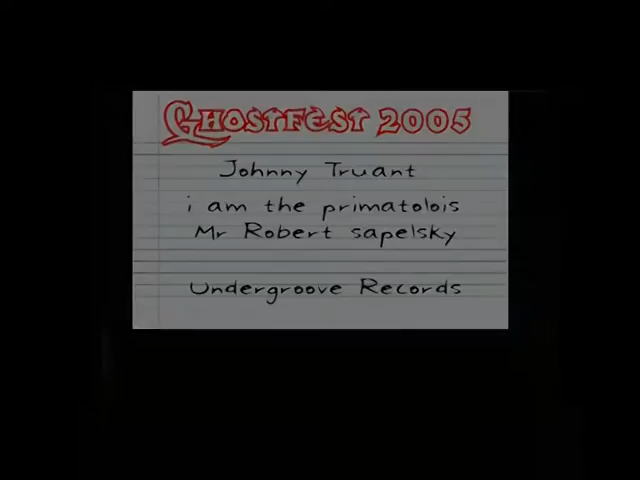 GHOSTFEST 2005
Johnny Truant
i am the primatolois
Mr Robert sapelsky
Undergroove Records